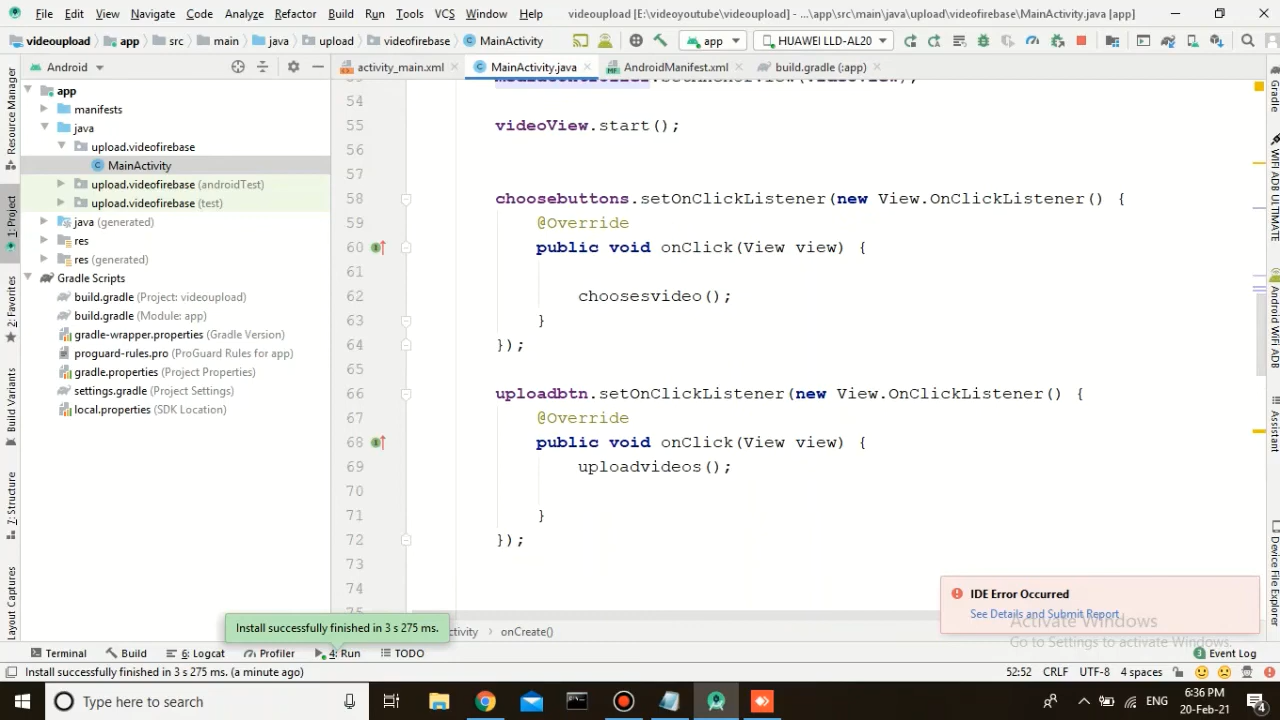 File Edit View Navigate Code Analyze Refactor Build Run Tools VCS Window Help videoupload [E:\videoyoutube\videoupload] - ...\app\src\main\java\upload\videofirebase\MainActivity.java [app]
videoupload app src main java upload videofirebase MainActivity app HUAWEI LLD-AL20
Android
activity_main.xml MainActivity.java AndroidManifest.xml build.gradle (:app)
app
manifests
java
upload.videofirebase
MainActivity
upload.videofirebase (androidTest)
upload.videofirebase (test)
java (generated)
res
res (generated)
Gradle Scripts
build.gradle (Project: videoupload)
build.gradle (Module: app)
gradle-wrapper.properties (Gradle Version)
proguard-rules.pro (ProGuard Rules for app)
gradle.properties (Project Properties)
settings.gradle (Project Settings)
local.properties (SDK Location)
Resource Manager
1: Project
2: Favorites
Build Variants
7: Structure
Layout Captures
54
55 videoView.start();
56
57
58 choosebuttons.setOnClickListener(new View.OnClickListener() {
59 @Override
60 public void onClick(View view) {
61
62 choosesvideo();
63 }
64 });
65
66 uploadbtn.setOnClickListener(new View.OnClickListener() {
67 @Override
68 public void onClick(View view) {
69 uploadvideos();
70
71 }
72 });
73
74
75
Gradle
WiFi ADB ULTIMATE
Android WiFi ADB
Assistant
Device File Explorer
IDE Error Occurred
See Details and Submit Report
Activate Windows
Go to Settings to activate Windows.
Install successfully finished in 3 s 275 ms.
ctivity onCreate()
Terminal Build 6: Logcat Profiler 4: Run TODO Event Log
Install successfully finished in 3 s 275 ms. (a minute ago) 52:52 CRLF UTF-8 4 spaces
Type here to search ENG 6:36 PM
20-Feb-21 4